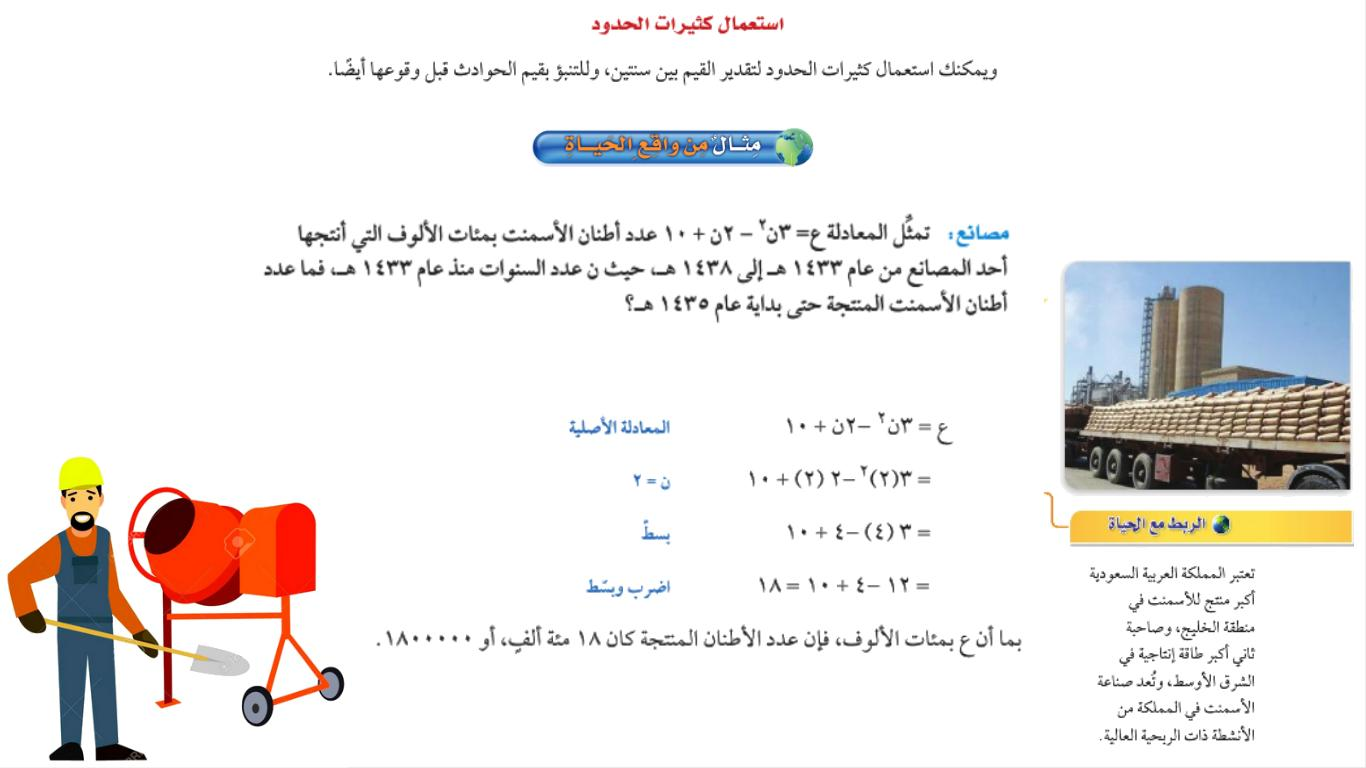 استعمال كثيرات الحدود
ويمكنك استعمال كثيرات الحدود لتقدير القيم بين سنتين، وللتنبؤ بقيم الحوادث قبل وقوعها أيضًا.
مِثـالٌ مِن واقعِ الحَيـاةِ
مصانع: تمثِّل المعادلة ع= ٣ن٢ – ٢ن + ١٠ عدد أطنان الأسمنت بمئات الألوف التي أنتجها
أحد المصانع من عام ١٤٣٣ هـ إلى ١٤٣٨ هـ، حيث ن عدد السنوات منذ عام ١٤٣٣ هـ، فما عدد
أطنان الأسمنت المنتجة حتى بداية عام ١٤٣٥ هـ؟
ع = ٣ن٢ –٢ن + ١٠ المعادلة الأصلية
= ٣(٢)٢ –٢ (٢) + ١٠ ن = ٢
= ٣ (٤) –٤ + ١٠ بسطّ
= ١٢ –٤ + ١٠ = ١٨ اضرب وبسّط
بما أن ع بمئات الألوف، فإن عدد الأطنان المنتجة كان ١٨ مئة ألفٍ، أو ١٨٠٠٠٠٠ .
الربط مع الحياة
تعتبر المملكة العربية السعودية
أكبر منتج للأسمنت في
منطقة الخليج، وصاحبة
ثاني أكبر طاقة إنتاجية في
الشرق الأوسط، وتُعد صناعة
الأسمنت في المملكة من
الأنشطة ذات الربحية العالية.